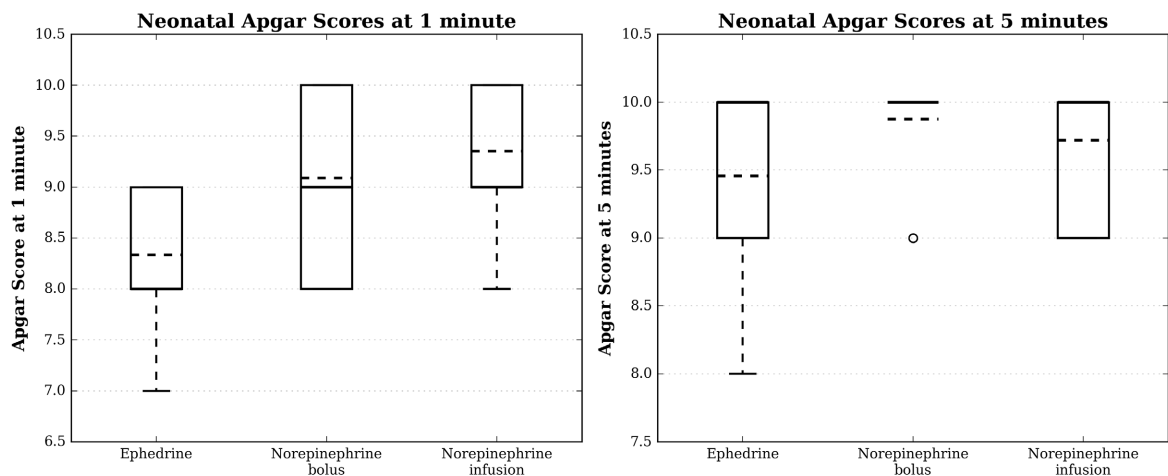 Neonatal Apgar Scores at 1 minute
Apgar Score at 1 minute
10.5
10.0
9.5
9.0
8.5
8.0
7.5
7.0
6.5
Ephedrine
Norepinephrine
bolus
Norepinephrine
infusion
Neonatal Apgar Scores at 5 minutes
Apgar Score at 5 minutes
10.5
10.0
9.5
9.0
8.5
8.0
7.5
Ephedrine
Norepinephrine
bolus
Norepinephrine
infusion